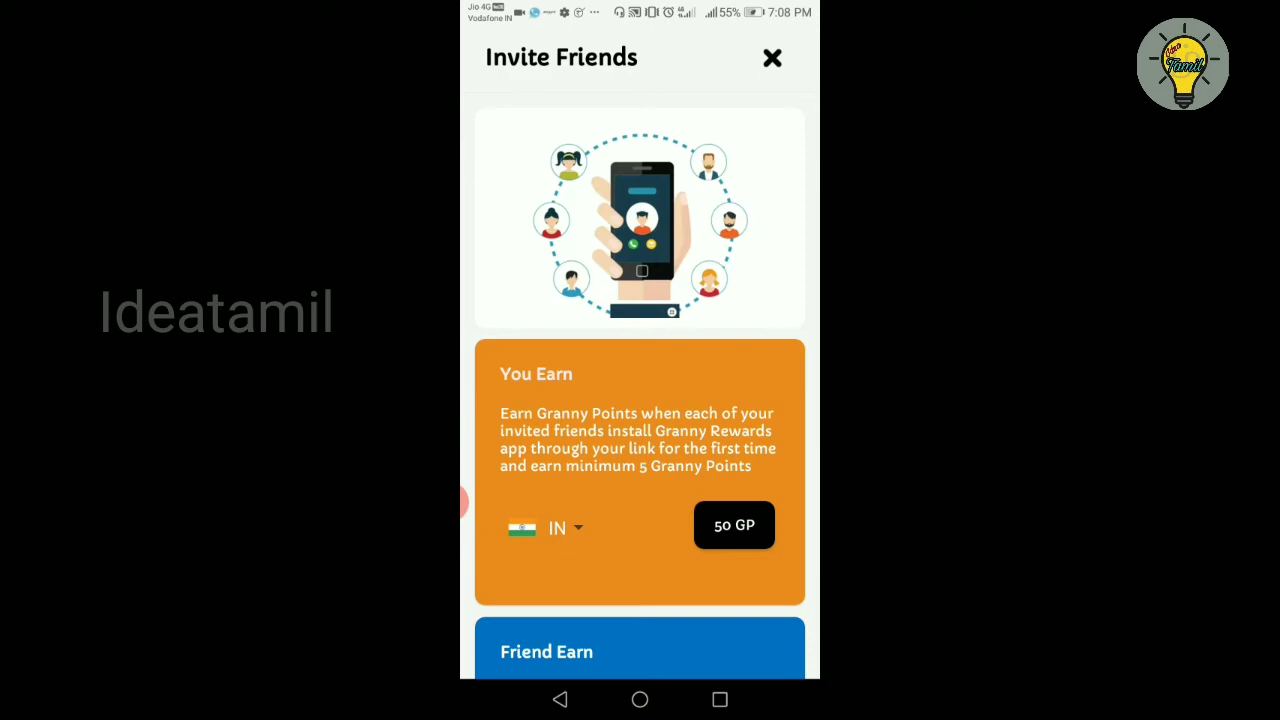 Jio 4G
Vodafone IN
55%
7:08 PM
Invite Friends
Tamil
Ideatamil
You Earn
Earn Granny Points when each of your
invited friends install Granny Rewards
app through your link for the first time
and earn minimum 5 Granny Points
IN
50 GP
Friend Earn